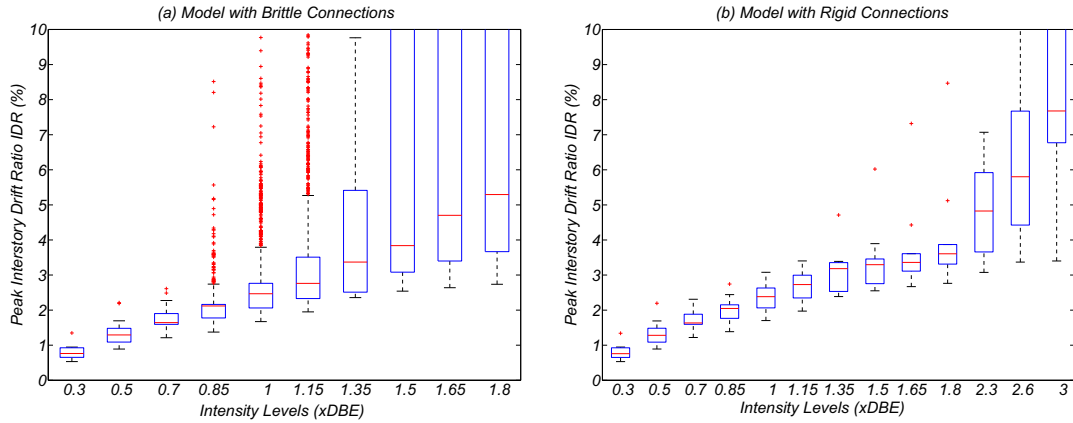 (a) Model with Brittle Connections
Peak Interstory Drift Ratio IDR (%)
10
9
8
7
6
5
4
3
2
1
0
0.3 0.5 0.7 0.85 1 1.15 1.35 1.5 1.65 1.8
Intensity Levels (xDBE)
(b) Model with Rigid Connections
Peak Interstory Drift Ratio IDR (%)
10
9
8
7
6
5
4
3
2
1
0
0.3 0.5 0.7 0.85 1 1.15 1.35 1.5 1.65 1.8 2.3 2.6 3
Intensity Levels (xDBE)